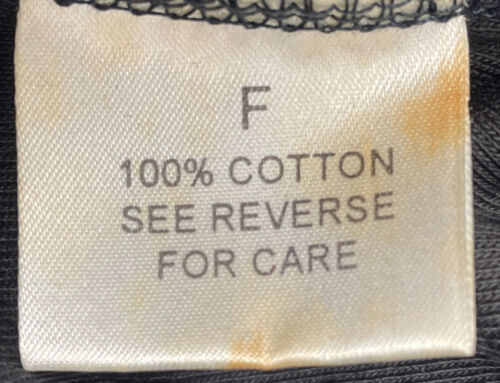 F
100% COTTON
SEE REVERSE
FOR CARE